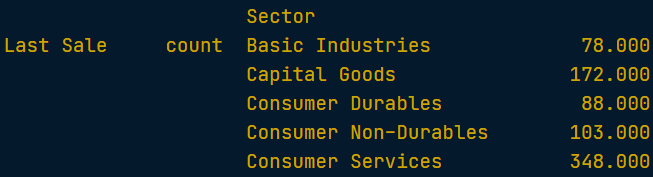 Sector
Last Sale count Basic Industries 78.000
Capital Goods 172.000
Consumer Durables 88.000
Consumer Non-Durables 103.000
Consumer Services 348.000